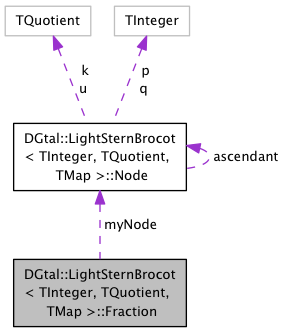 TQuotient
TInteger
k
u
p
q
DGtal::LightSternBrocot
< TInteger, TQuotient,
TMap >::Node
ascendant
myNode
DGtal::LightSternBrocot
< TInteger, TQuotient,
TMap >::Fraction